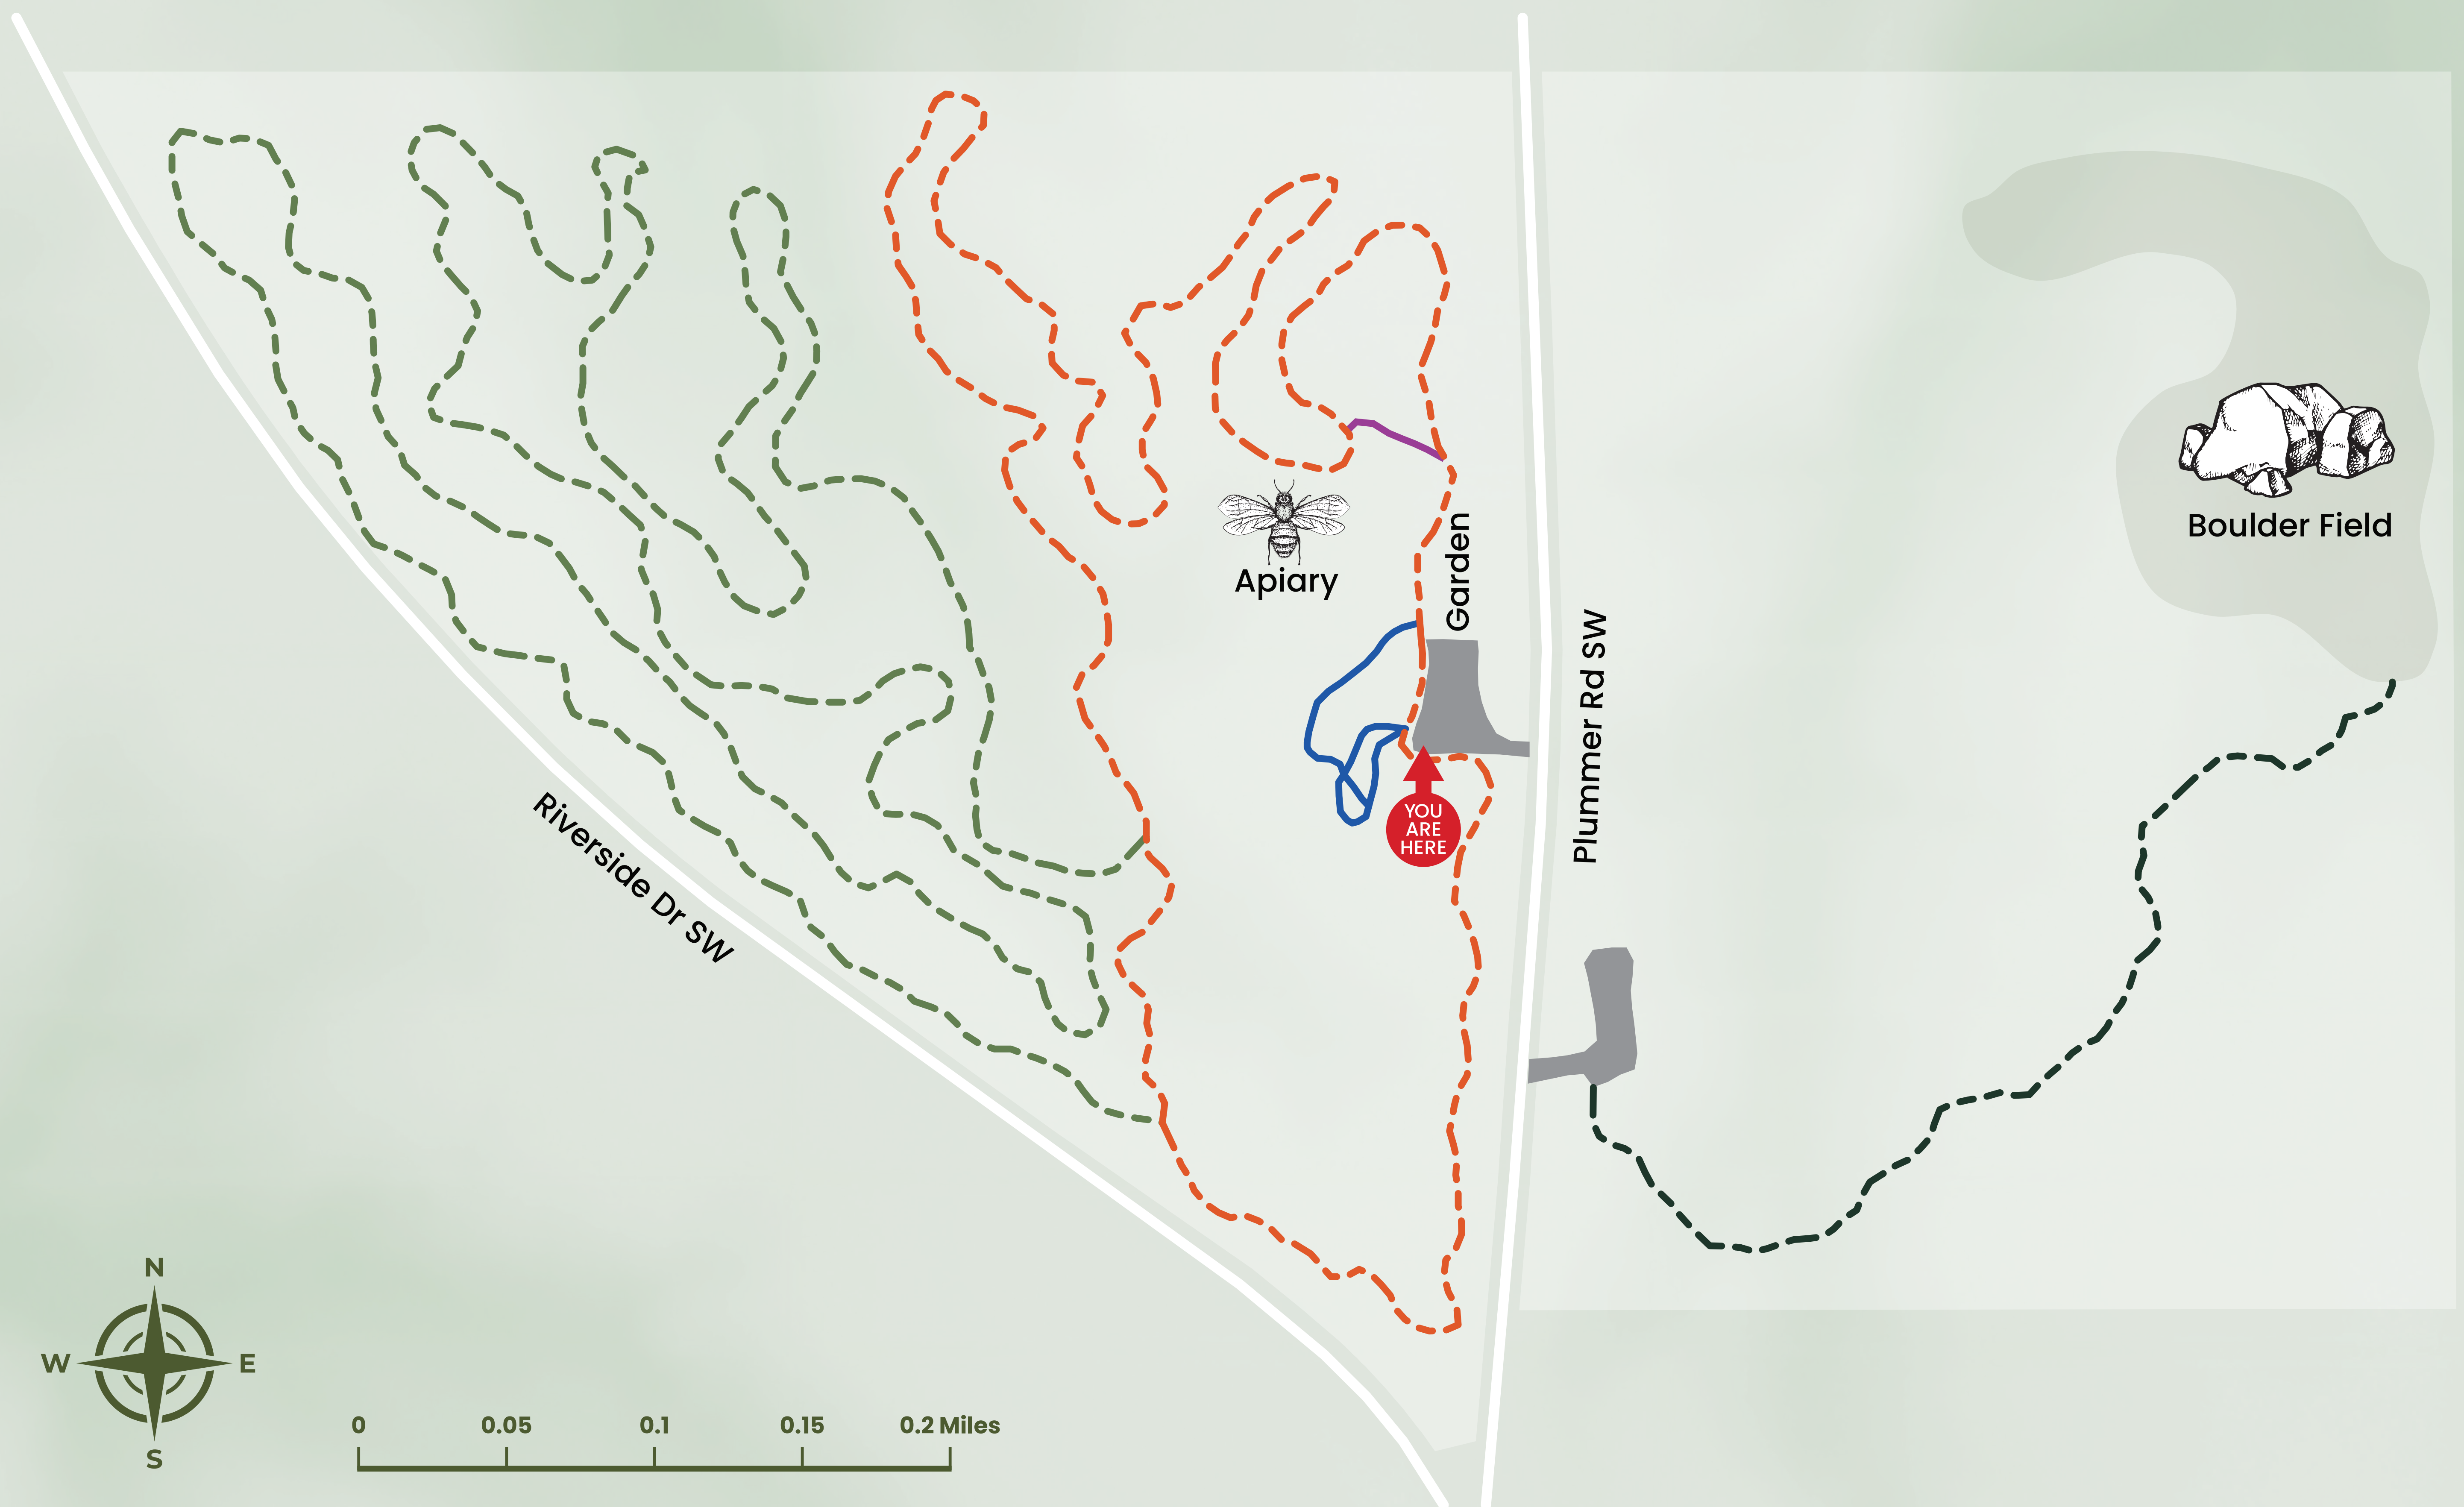 Boulder Field
Garden
Apiary
Plummer Rd SW
YOU
ARE
HERE
Riverside Dr SW
N
W
E
S
0
0.05
0.1
0.15
0.2 Miles